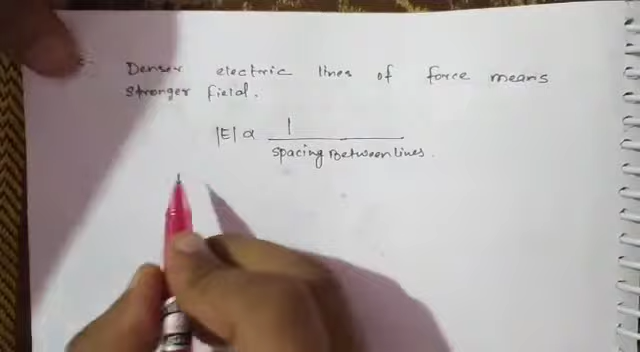 Denser electric lines of force means
stronger field.
|E| α 1
spacing Between lines.